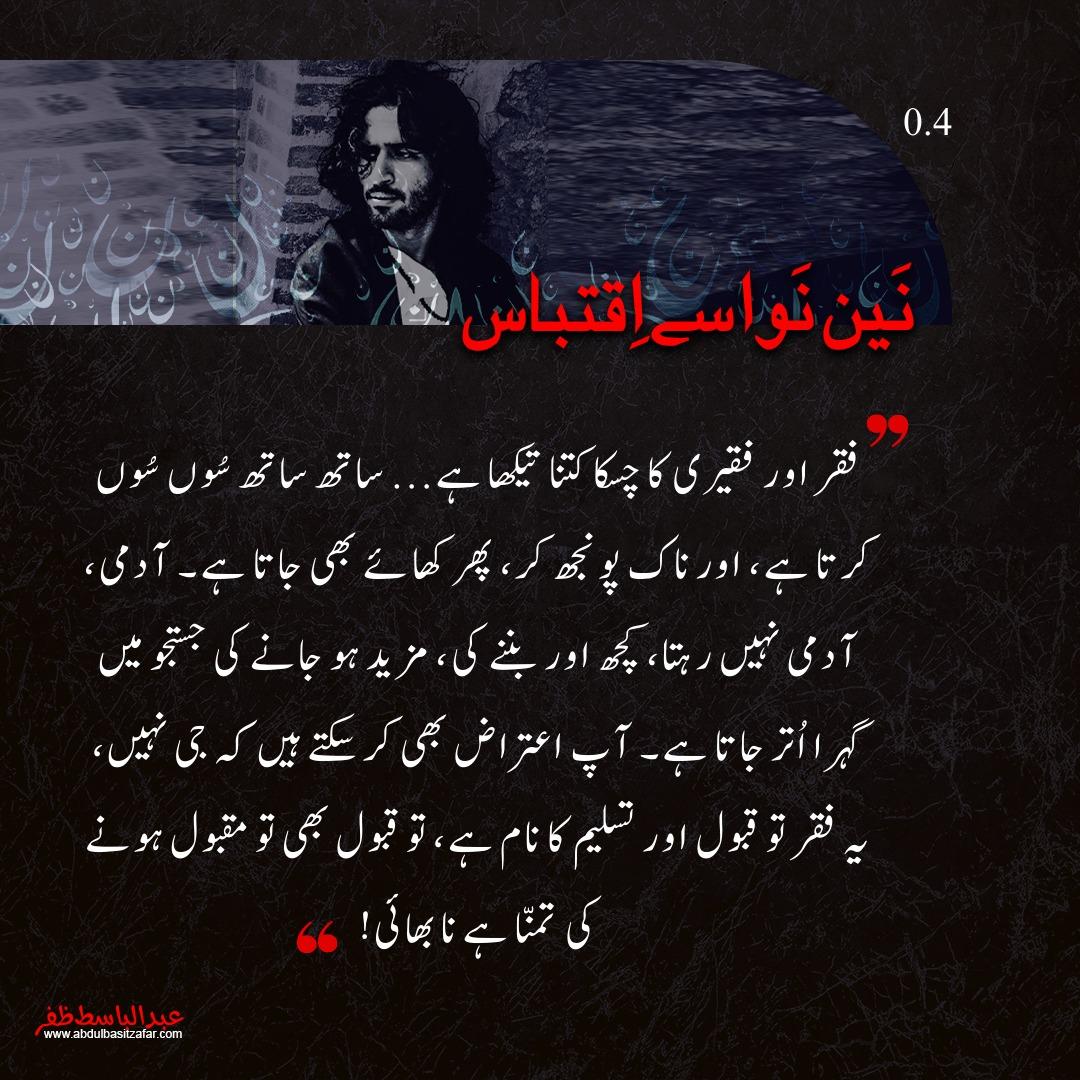 0.4
نَین نَوا سے اِقتباس
”فقر اور فقیری کا چسکا کتنا تیکھا ہے... ساتھ ساتھ سُوں سُوں
کرتا ہے، اور ناک پونجھ کر، پھر کھائے بھی جاتا ہے۔ آدمی،
آدمی نہیں رہتا، کچھ اور بننے کی، مزید ہو جانے کی جستجو میں
گہرا اُتر جاتا ہے۔ آپ اعتراض بھی کر سکتے ہیں کہ جی نہیں،
یہ فقر تو قبول اور تسلیم کا نام ہے، تو قبول بھی تو مقبول ہونے
کی تمنّا ہے نا بھائی! “
عبدالباسط ظفر
www.abdulbasitzafar.com